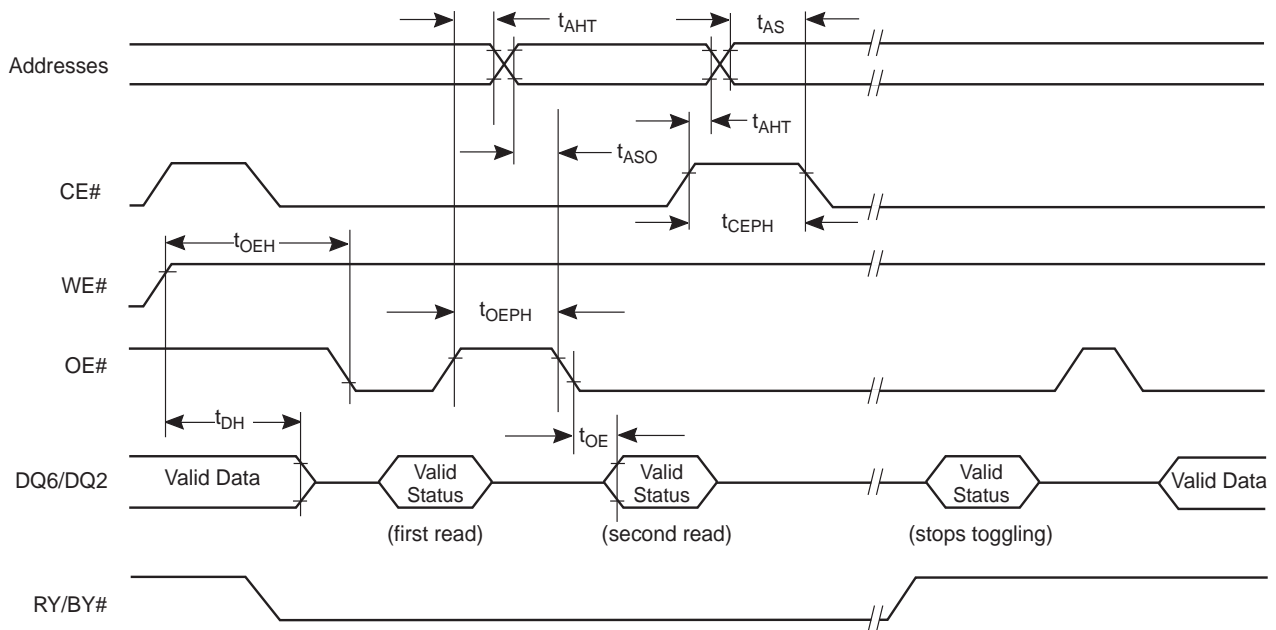 tAHT
tAS
Addresses
tAHT
tASO
CE#
tCEPH
tOEH
WE#
tOEPH
OE#
tDH
tOE
DQ6/DQ2
Valid Data
Valid
Status
Valid
Status
Valid
Status
Valid Data
(first read)
(second read)
(stops toggling)
RY/BY#